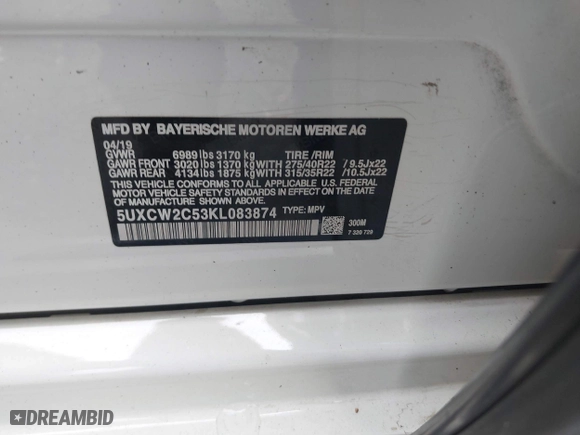 MFD BY BAYERISCHE MOTOREN WERKE AG
04/19
GVWR 6989 lbs 3170 kg TIRE /RIM
GAWR FRONT 3020 lbs 1370 kg WITH 275/40R22 / 9.5Jx22
GAWR REAR 4134 lbs 1875 kg WITH 315/35R22 / 10.5Jx22
THIS VEHICLE CONFORMS TO ALL APPLICABLE U.S. FEDERAL
MOTOR VEHICLE SAFETY STANDARDS IN EFFECT ON THE
DATE OF MANUFACTURE SHOWN ABOVE.
5UXCW2C53KL083874 TYPE: MPV
300M
7 339 729
DREAMBID